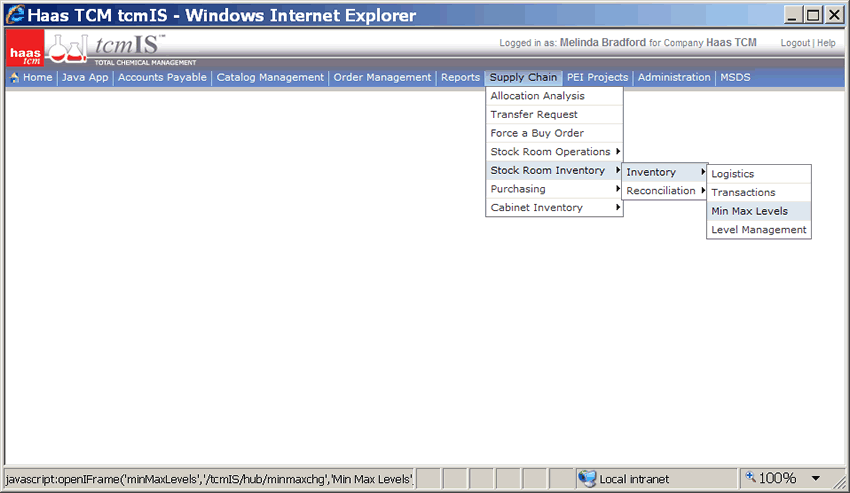 Haas TCM tcmIS - Windows Internet Explorer
haas tcm
tcmIS™
TOTAL CHEMICAL MANAGEMENT
Logged in as: Melinda Bradford for Company Haas TCM
Logout | Help
Home | Java App | Accounts Payable | Catalog Management | Order Management | Reports | Supply Chain | PEI Projects | Administration | MSDS
Allocation Analysis
Transfer Request
Force a Buy Order
Stock Room Operations
Stock Room Inventory
Purchasing
Cabinet Inventory
Inventory
Reconciliation
Logistics
Transactions
Min Max Levels
Level Management
javascript:openIFrame('minMaxLevels','/tcmIS/hub/minmaxchg','Min Max Levels'
Local intranet
100%